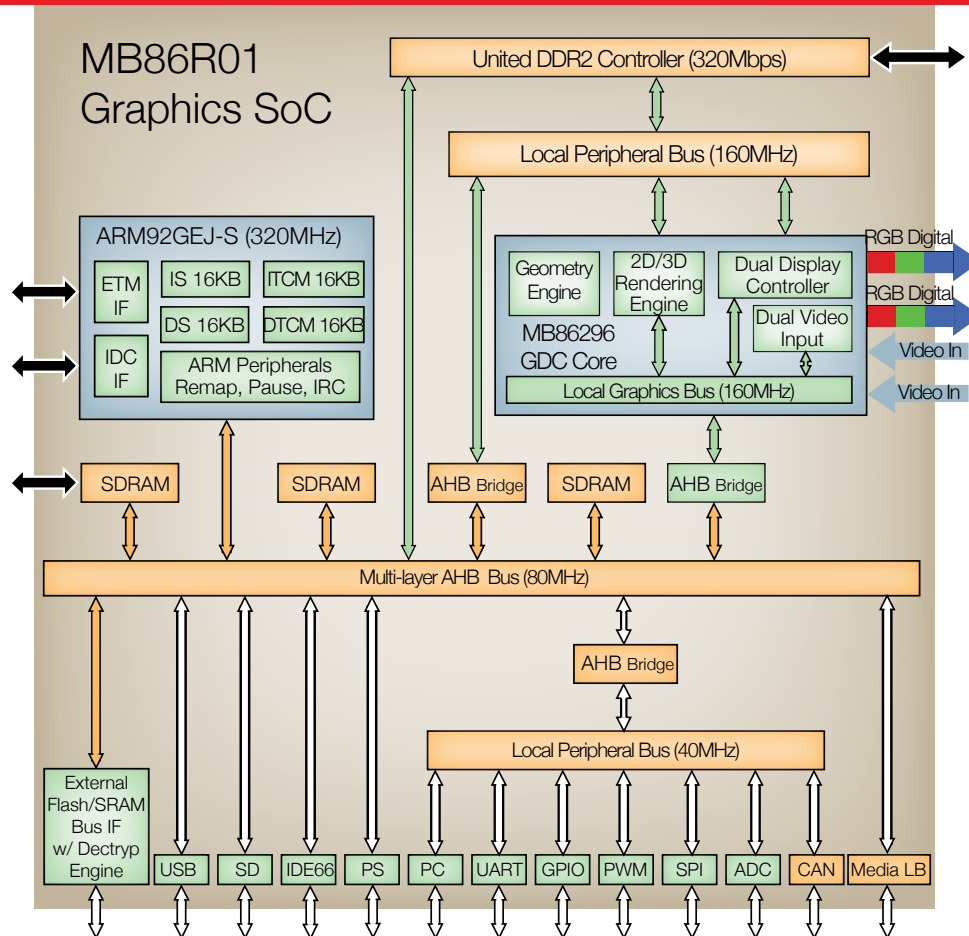 MB86R01
Graphics SoC
United DDR2 Controller (320Mbps)
Local Peripheral Bus (160MHz)
ARM92GEJ-S (320MHz)
ETM
IF
IS 16KB
ITCM 16KB
DS 16KB
DTCM 16KB
IDC
IF
ARM Peripherals
Remap, Pause, IRC
Geometry
Engine
2D/3D
Rendering
Engine
Dual Display
Controller
Dual Video
Input
MB86296
GDC Core
Local Graphics Bus (160MHz)
RGB Digital
RGB Digital
Video In
Video In
SDRAM
SDRAM
AHB Bridge
SDRAM
AHB Bridge
Multi-layer AHB Bus (80MHz)
AHB Bridge
Local Peripheral Bus (40MHz)
External
Flash/SRAM
Bus IF
w/ Dectryp
Engine
USB
SD
IDE66
PS
PC
UART
GPIO
PWM
SPI
ADC
CAN
Media LB